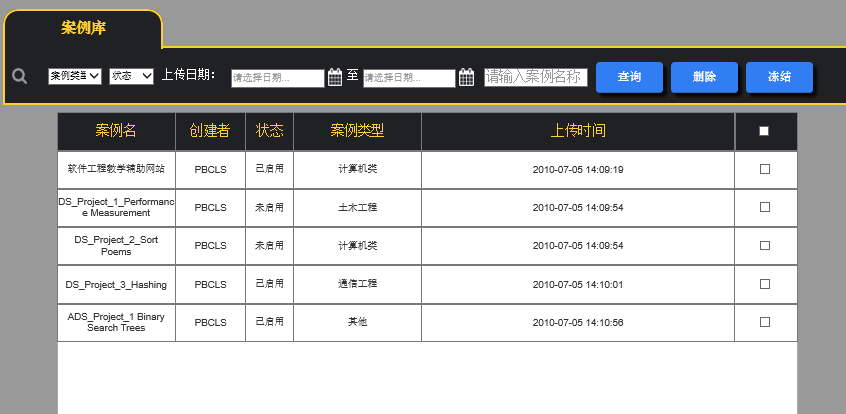 案例库
案例类型 状态 上传日期： 请选择日期... 至 请选择日期... 请输入案例名称 查询 删除 冻结
案例名 创建者 状态 案例类型 上传时间
软件工程教学辅助网站 PBCLS 已启用 计算机类 2010-07-05 14:09:19
DS_Project_1_Performanc
e Measurement PBCLS 未启用 土木工程 2010-07-05 14:09:54
DS_Project_2_Sort
Poems PBCLS 未启用 计算机类 2010-07-05 14:09:54
DS_Project_3_Hashing PBCLS 已启用 通信工程 2010-07-05 14:10:01
ADS_Project_1 Binary
Search Trees PBCLS 已启用 其他 2010-07-05 14:10:56